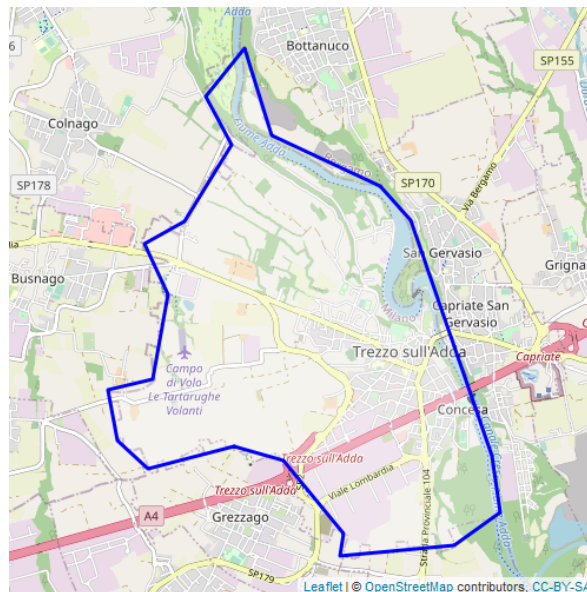 Adda
Bottanuco
SP155
Colnago
Fiume Adda
SP178
SP170
Via Bergamo
San Gervasio
Busnago
Grigna
Milano
Capriate San
Gervasio
Trezzo sull'Adda
Capriate
Campo
di Volo
Le Tartarughe
Volanti
Concesa
Trezzo sull'Adda
Viale Lombardia
Trezzo sull'Adda
A4
Grezzago
Strada Provinciale 104
Adda
SP179
Leaflet | © OpenStreetMap contributors, CC-BY-SA